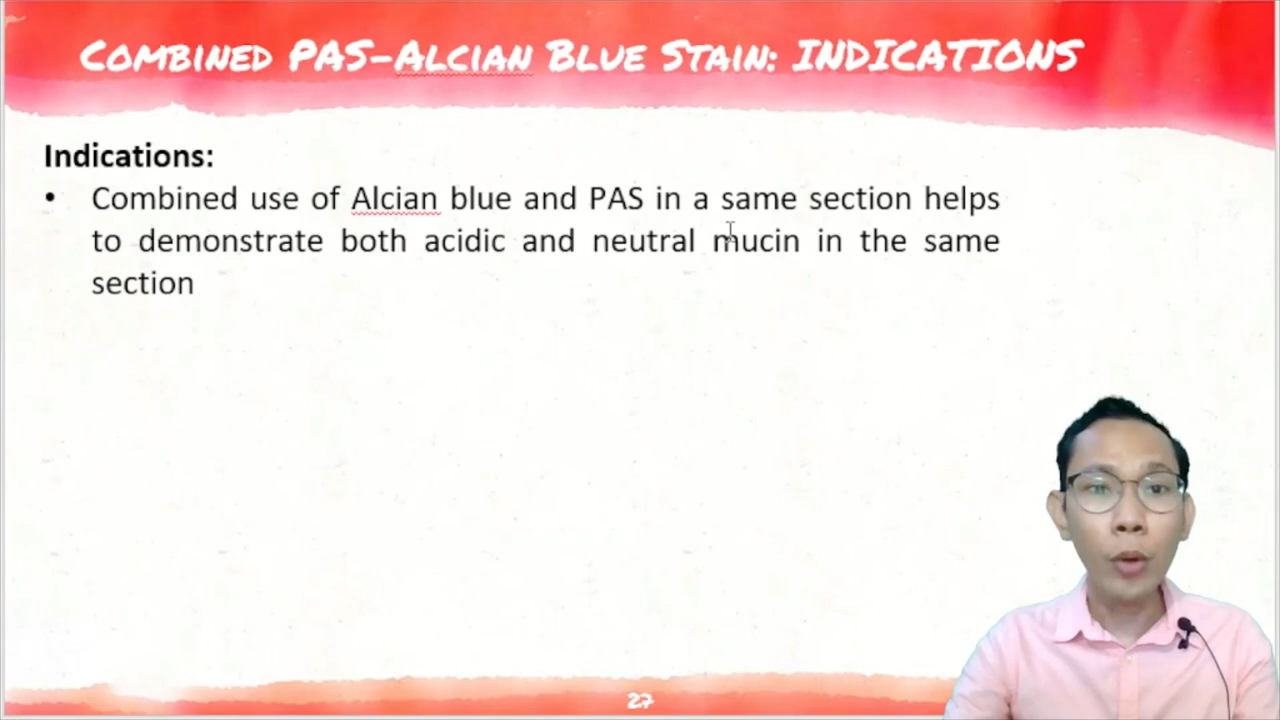 COMBINED PAS-ALCIAN BLUE STAIN: INDICATIONS
Indications:
• Combined use of Alcian blue and PAS in a same section helps
to demonstrate both acidic and neutral mucin in the same
section
27